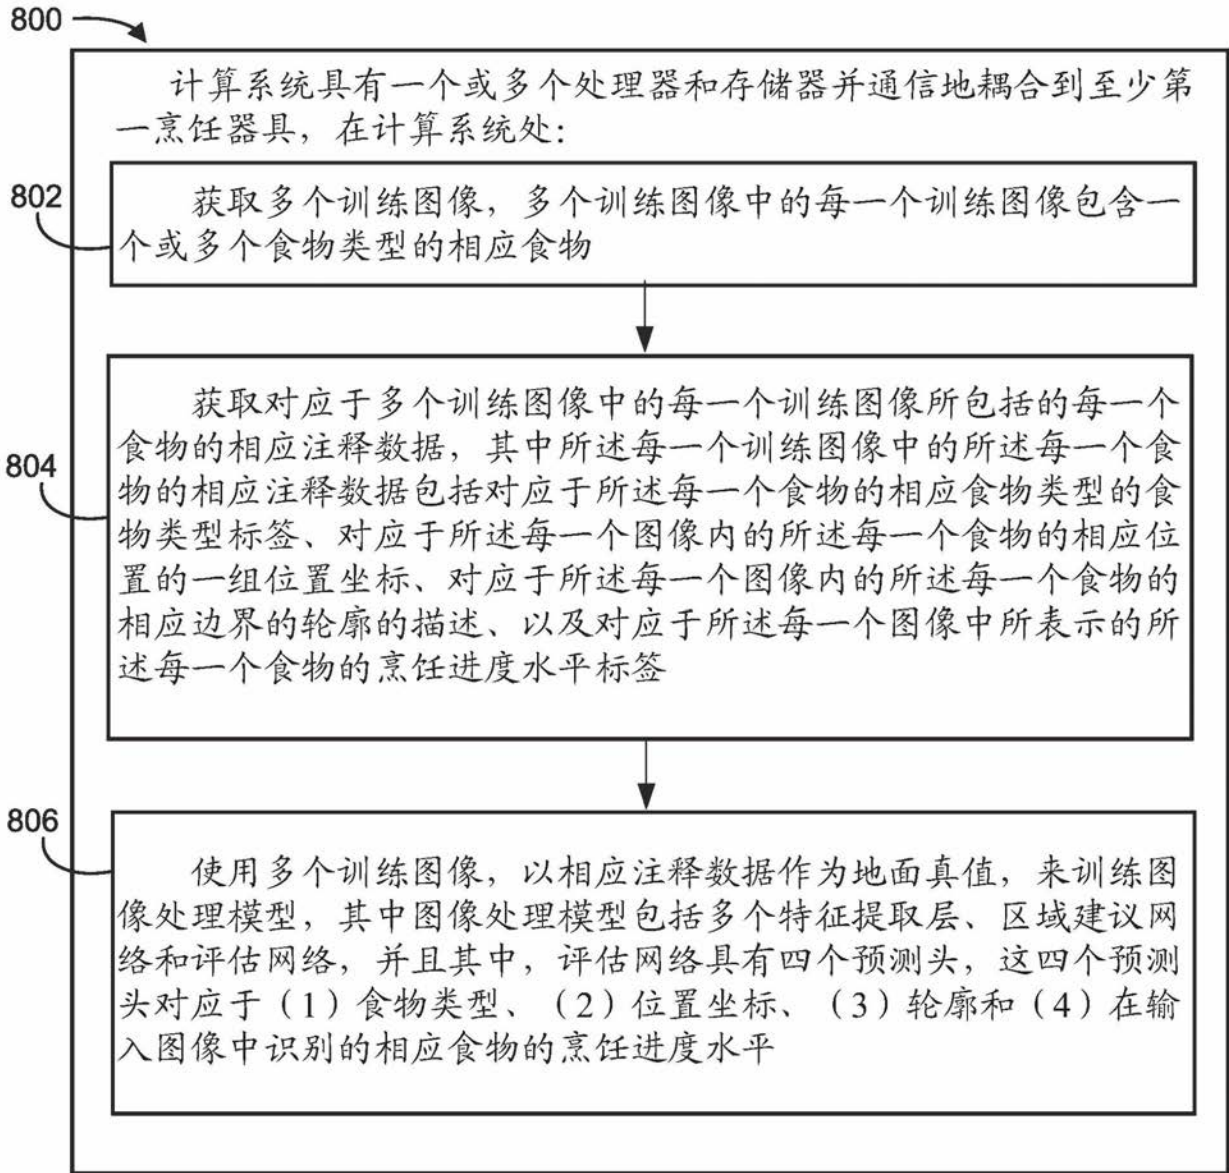 800
计算系统具有一个或多个处理器和存储器并通信地耦合到至少第
一烹饪器具，在计算系统处：
802
获取多个训练图像，多个训练图像中的每一个训练图像包含一
个或多个食物类型的相应食物
804
获取对应于多个训练图像中的每一个训练图像所包括的每一个
食物的相应注释数据，其中所述每一个训练图像中的所述每一个食
物的相应注释数据包括对应于所述每一个食物的相应食物类型的食
物类型标签、对应于所述每一个图像内的所述每一个食物的相应位
置的一组位置坐标、对应于所述每一个图像内的所述每一个食物的
相应边界的轮廓的描述、以及对应于所述每一个图像中所表示的所
述每一个食物的烹饪进度水平标签
806
使用多个训练图像，以相应注释数据作为地面真值，来训练图
像处理模型，其中图像处理模型包括多个特征提取层、区域建议网
络和评估网络，并且其中，评估网络具有四个预测头，这四个预测
头对应于（1）食物类型、（2）位置坐标、（3）轮廓和（4）在输
入图像中识别的相应食物的烹饪进度水平